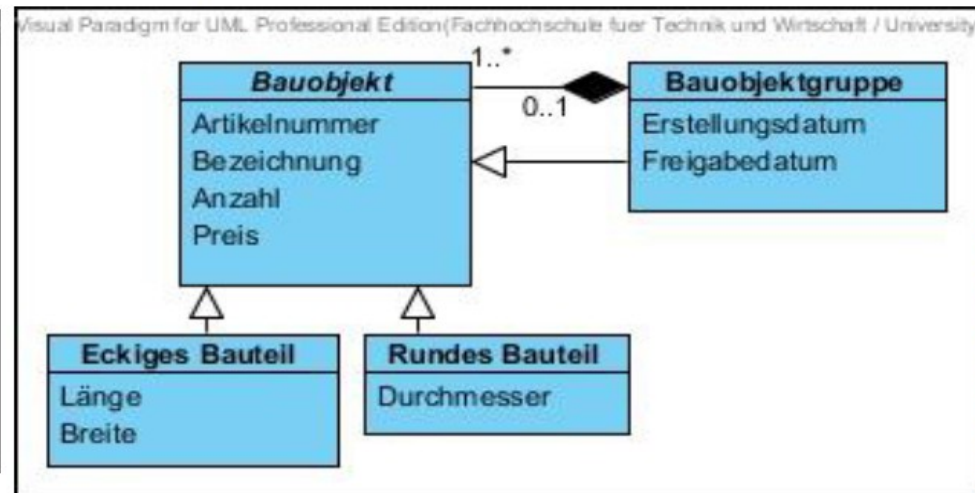 Visual Paradigm for UML Professional Edition(Fachhochschule fuer Technik und Wirtschaft / University
Bauobjekt
Artikelnummer
Bezeichnung
Anzahl
Preis
1..*
0..1
Bauobjektgruppe
Erstellungsdatum
Freigabedatum
Eckiges Bauteil
Länge
Breite
Rundes Bauteil
Durchmesser